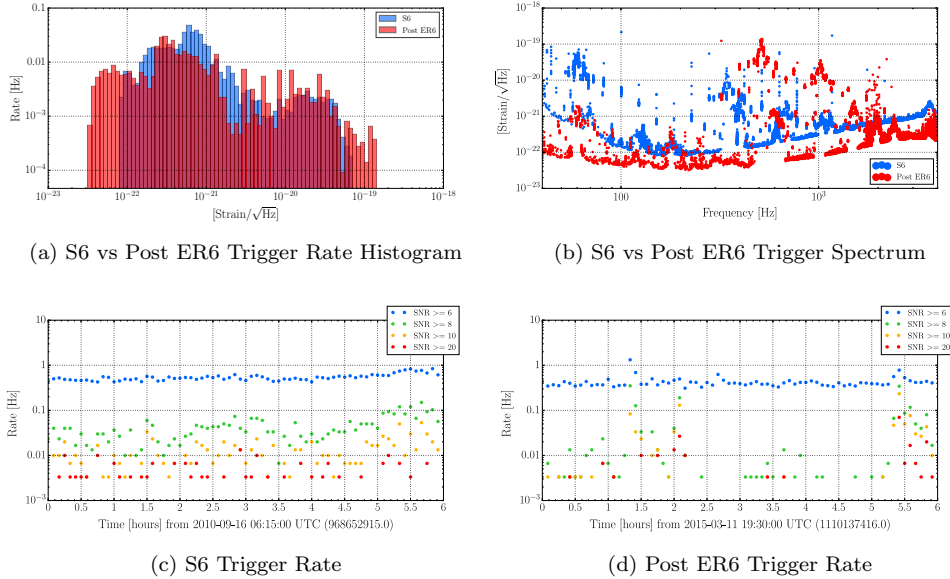 0.1
0.01
10⁻³
10⁻⁴
Rate [Hz]
S6
Post ER6
10⁻²³
10⁻²²
10⁻²¹
10⁻²⁰
10⁻¹⁹
10⁻¹⁸
[Strain/√Hz]
(a) S6 vs Post ER6 Trigger Rate Histogram
10⁻¹⁸
10⁻¹⁹
10⁻²⁰
10⁻²¹
10⁻²²
10⁻²³
[Strain/√Hz]
S6
Post ER6
100
10³
Frequency [Hz]
(b) S6 vs Post ER6 Trigger Spectrum
SNR >= 6
SNR >= 8
SNR >= 10
SNR >= 20
10
1
0.1
0.01
10⁻³
Rate [Hz]
0 0.5 1 1.5 2 2.5 3 3.5 4 4.5 5 5.5 6
Time [hours] from 2010-09-16 06:15:00 UTC (968652915.0)
(c) S6 Trigger Rate
SNR >= 6
SNR >= 8
SNR >= 10
SNR >= 20
10
1
0.1
0.01
10⁻³
Rate [Hz]
0 0.5 1 1.5 2 2.5 3 3.5 4 4.5 5 5.5 6
Time [hours] from 2015-03-11 19:30:00 UTC (1110137416.0)
(d) Post ER6 Trigger Rate